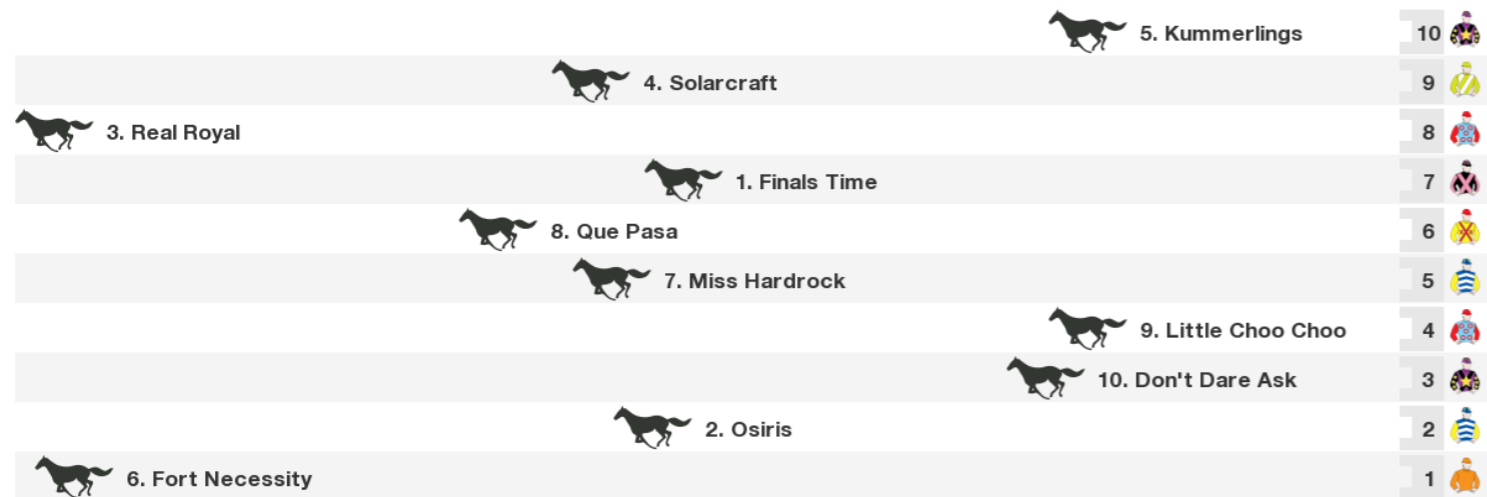 5. Kummerlings 10
4. Solarcraft 9
3. Real Royal 8
1. Finals Time 7
8. Que Pasa 6
7. Miss Hardrock 5
9. Little Choo Choo 4
10. Don't Dare Ask 3
2. Osiris 2
6. Fort Necessity 1